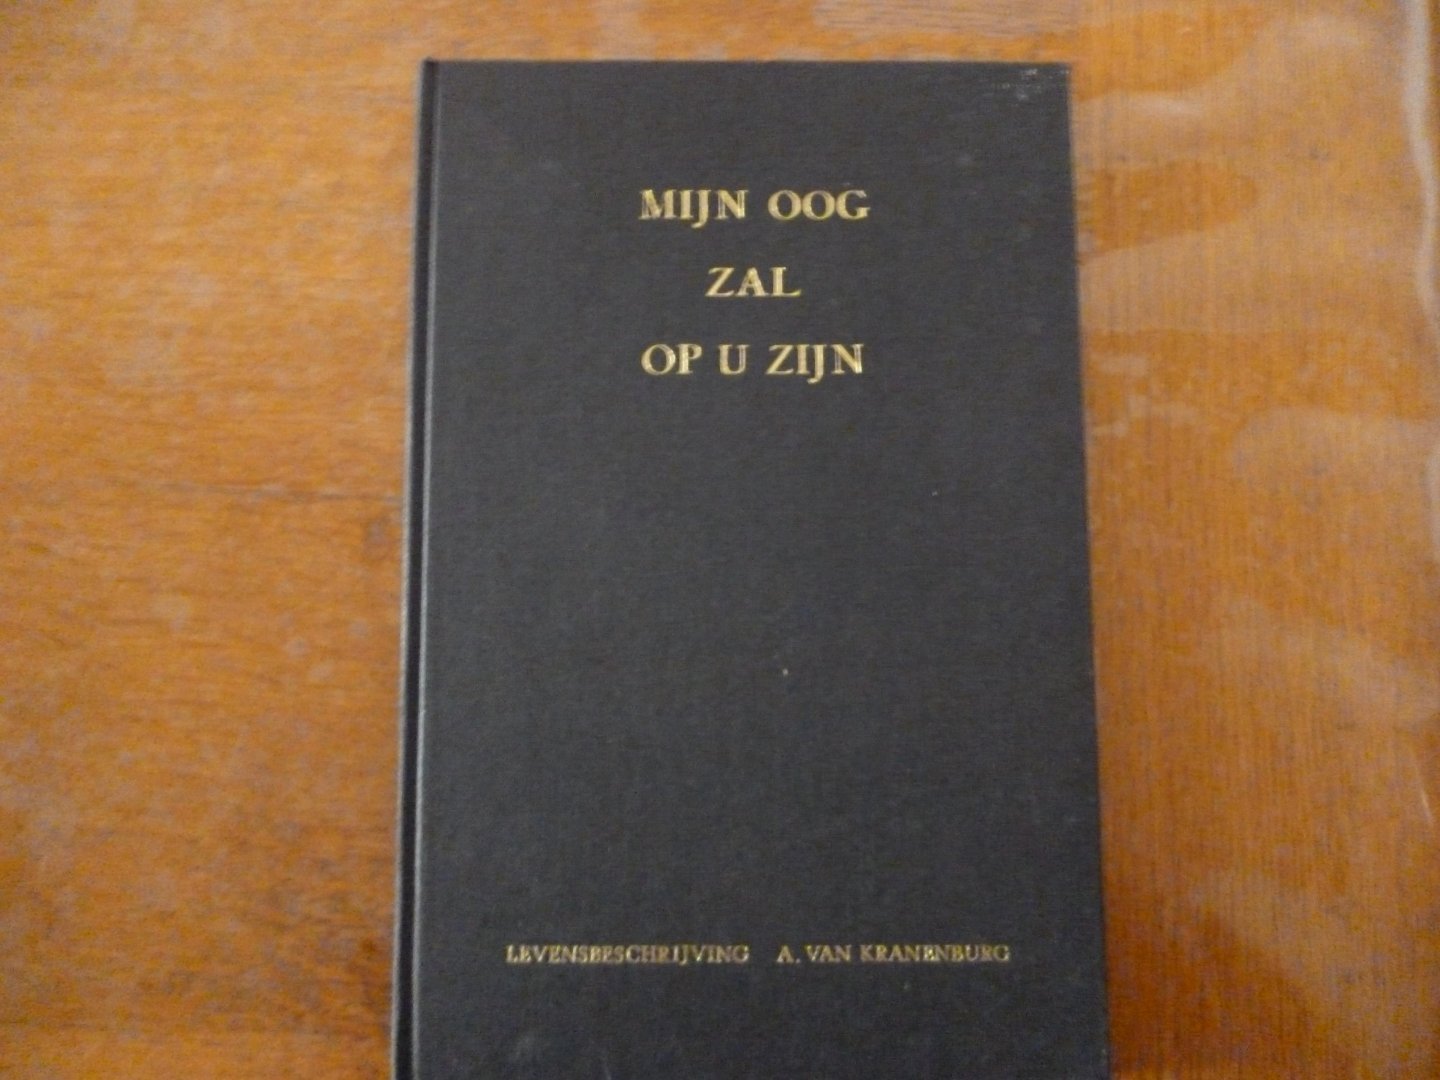 MIJN OOG
ZAL
OP U ZIJN
LEVENSBESCHRIJVING A. VAN KRANENBURG